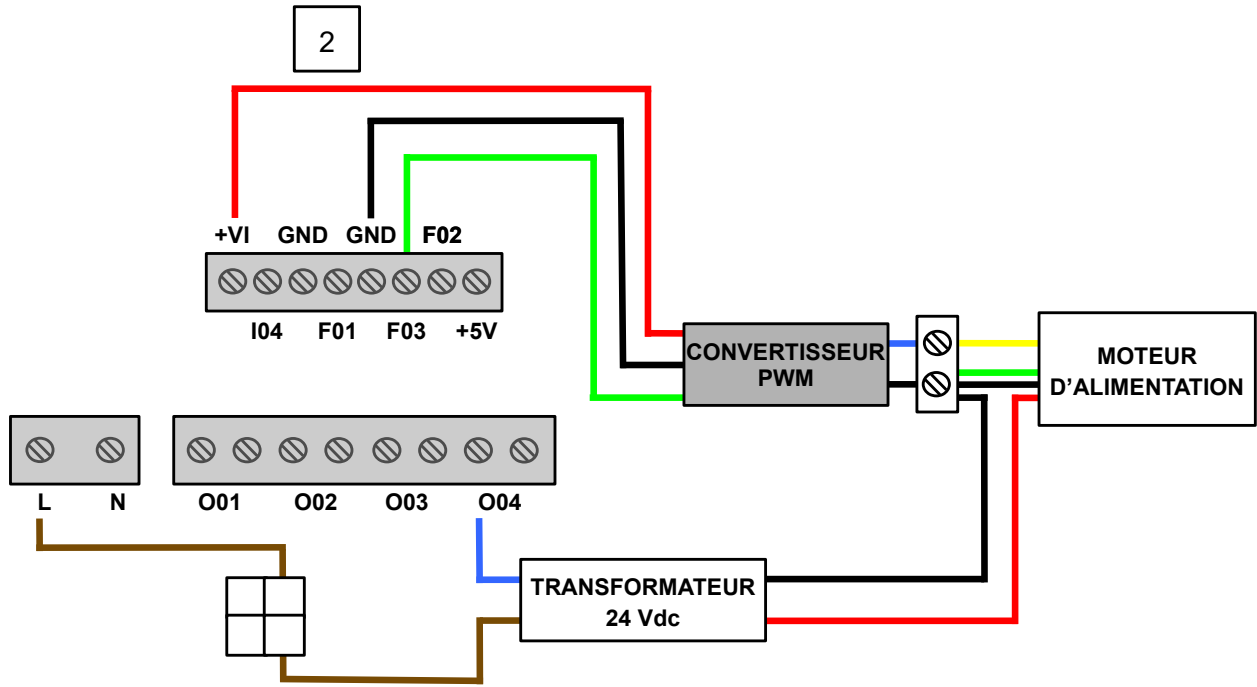 2
+VI GND GND F02
I04 F01 F03 +5V
CONVERTISSEUR
PWM
MOTEUR
D’ALIMENTATION
L N O01 O02 O03 O04
TRANSFORMATEUR
24 Vdc